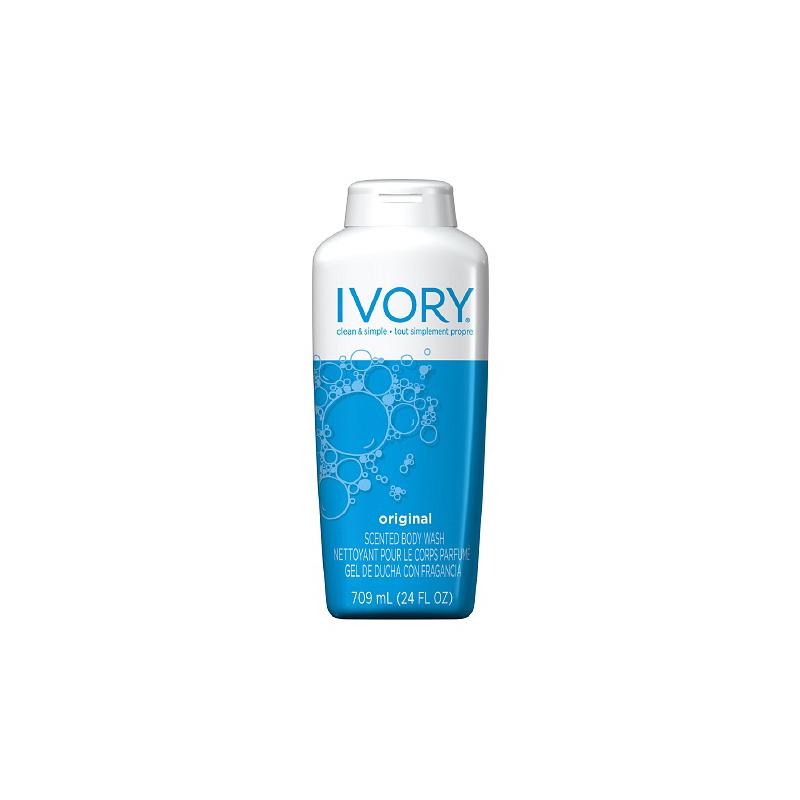 IVORY®
clean & simple • tout simplement propre
original
SCENTED BODY WASH
NETTOYANT POUR LE CORPS PARFUMÉ
GEL DE DUCHA CON FRAGANCIA
709 mL (24 FL OZ)